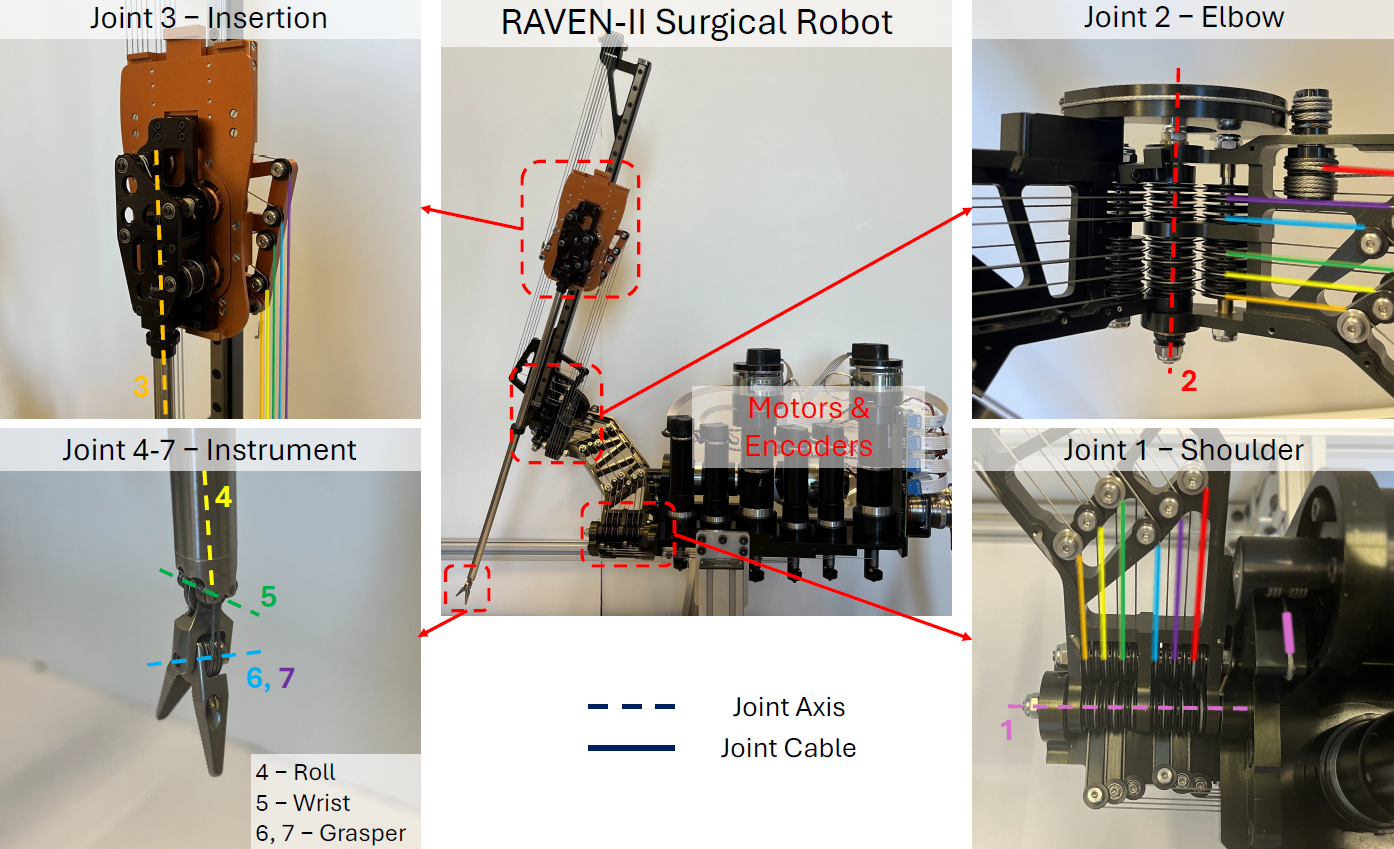 Joint 3 – Insertion
RAVEN-II Surgical Robot
Joint 2 – Elbow
3
2
Motors &
Encoders
Joint 4-7 – Instrument
4
5
6, 7
4 – Roll
5 – Wrist
6, 7 – Grasper
Joint 1 – Shoulder
1
Joint Axis
Joint Cable